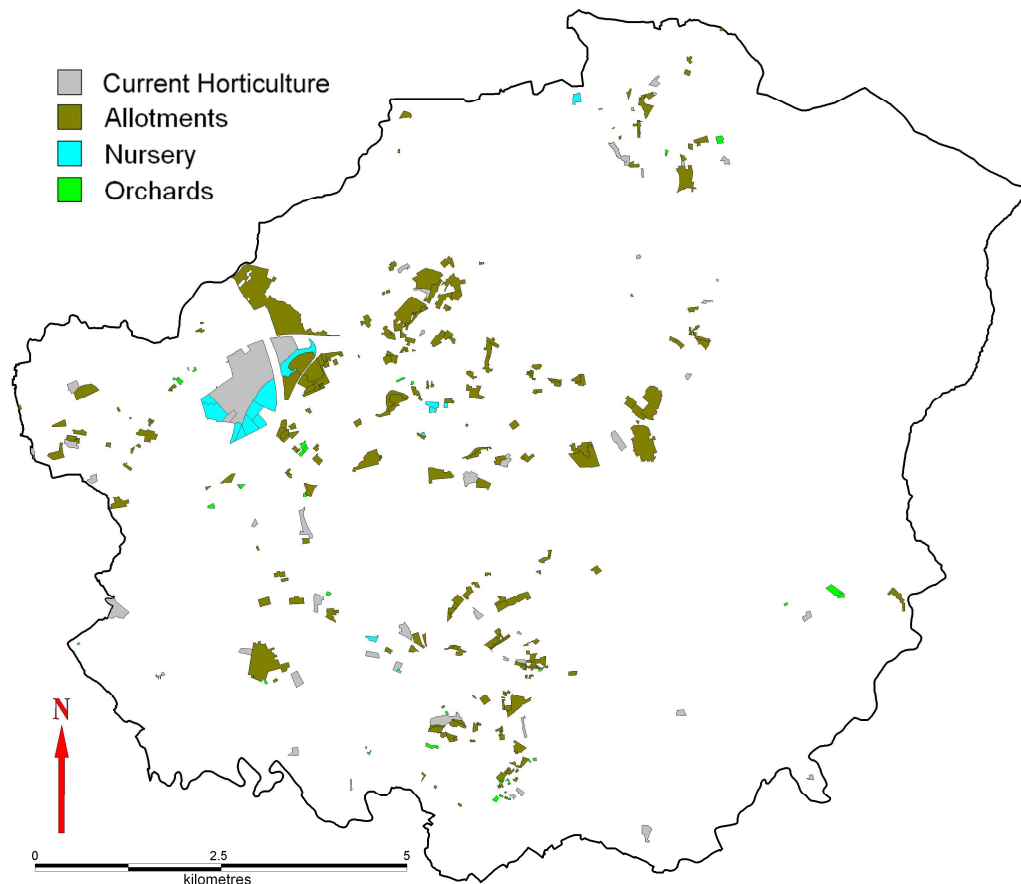 Current Horticulture
Allotments
Nursery
Orchards
N
0 2.5 5
kilometres